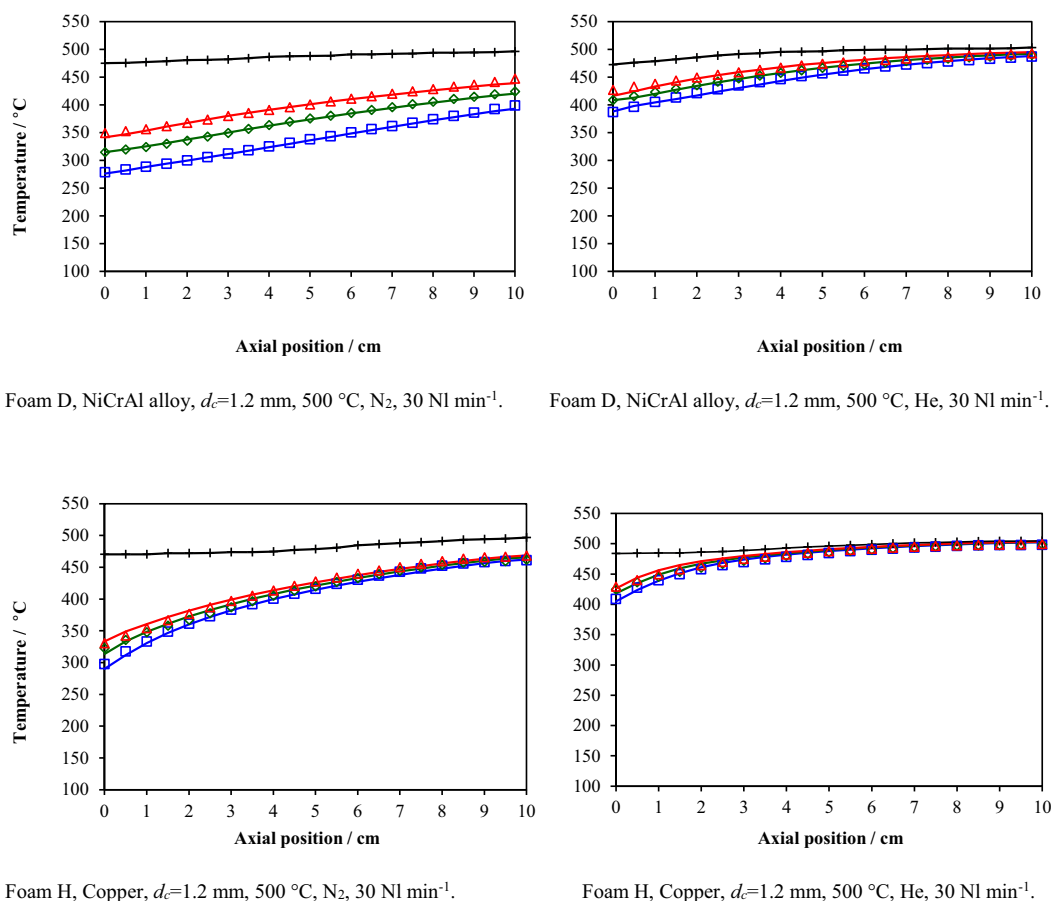 550
500
450
400
350
300
250
200
150
100
Temperature / °C
0 1 2 3 4 5 6 7 8 9 10
Axial position / cm
550
500
450
400
350
300
250
200
150
100
0 1 2 3 4 5 6 7 8 9 10
Axial position / cm
Foam D, NiCrAl alloy, dc=1.2 mm, 500 °C, N2, 30 Nl min-1.
Foam D, NiCrAl alloy, dc=1.2 mm, 500 °C, He, 30 Nl min-1.
550
500
450
400
350
300
250
200
150
100
Temperature / °C
0 1 2 3 4 5 6 7 8 9 10
Axial position / cm
550
500
450
400
350
300
250
200
150
100
0 1 2 3 4 5 6 7 8 9 10
Axial position / cm
Foam H, Copper, dc=1.2 mm, 500 °C, N2, 30 Nl min-1.
Foam H, Copper, dc=1.2 mm, 500 °C, He, 30 Nl min-1.